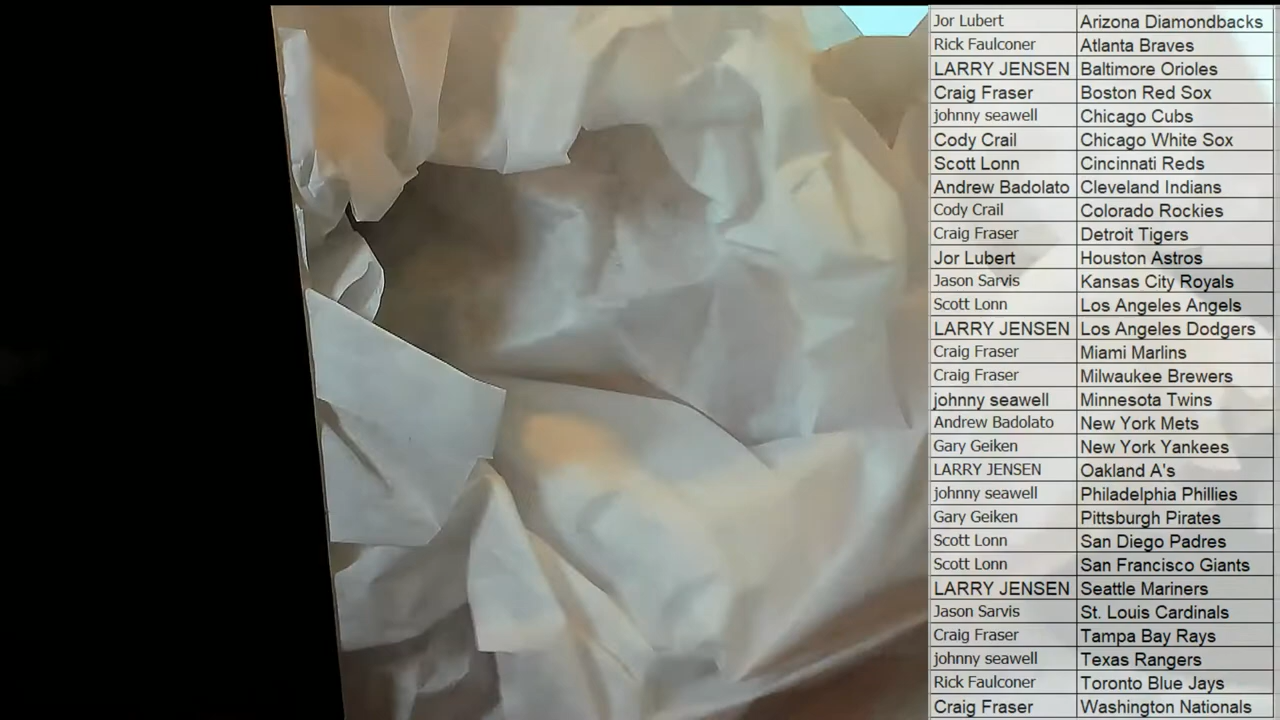 Jor Lubert Arizona Diamondbacks
Rick Faulconer Atlanta Braves
LARRY JENSEN Baltimore Orioles
Craig Fraser Boston Red Sox
johnny seawell Chicago Cubs
Cody Crail Chicago White Sox
Scott Lonn Cincinnati Reds
Andrew Badolato Cleveland Indians
Cody Crail Colorado Rockies
Craig Fraser Detroit Tigers
Jor Lubert Houston Astros
Jason Sarvis Kansas City Royals
Scott Lonn Los Angeles Angels
LARRY JENSEN Los Angeles Dodgers
Craig Fraser Miami Marlins
Craig Fraser Milwaukee Brewers
johnny seawell Minnesota Twins
Andrew Badolato New York Mets
Gary Geiken New York Yankees
LARRY JENSEN Oakland A's
johnny seawell Philadelphia Phillies
Gary Geiken Pittsburgh Pirates
Scott Lonn San Diego Padres
Scott Lonn San Francisco Giants
LARRY JENSEN Seattle Mariners
Jason Sarvis St. Louis Cardinals
Craig Fraser Tampa Bay Rays
johnny seawell Texas Rangers
Rick Faulconer Toronto Blue Jays
Craig Fraser Washington Nationals